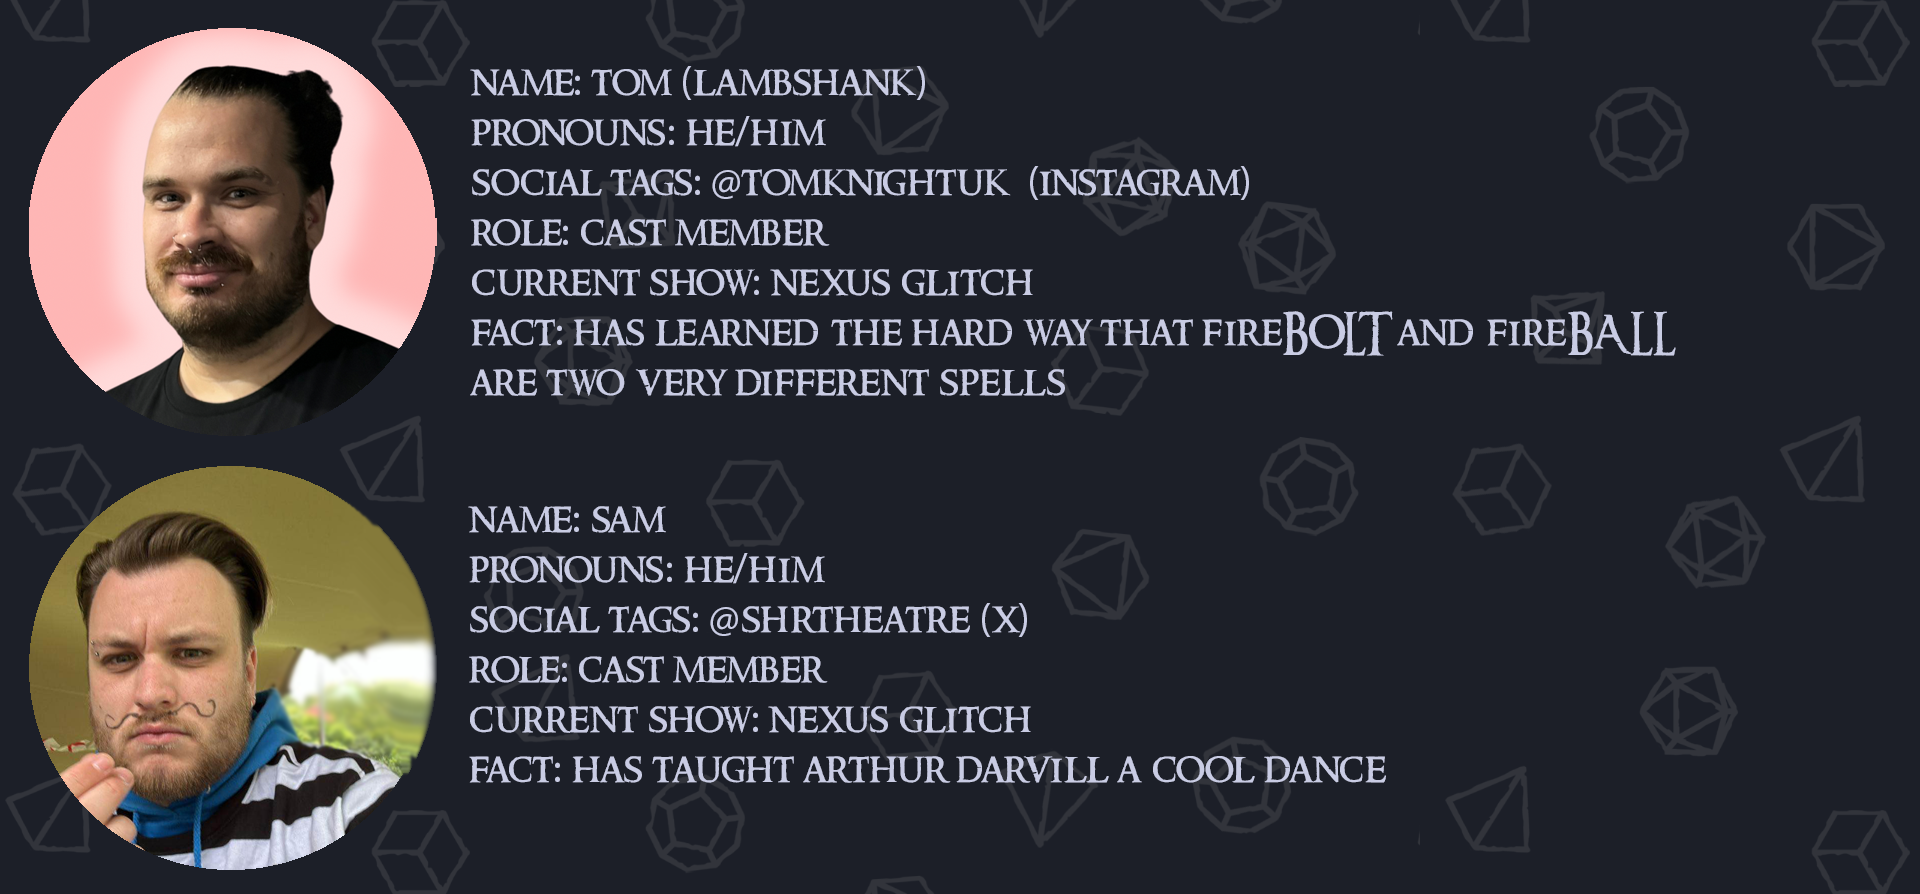 NAME: TOM (LAMBSHANK)
PRONOUNS: HE/HIM
SOCIAL TAGS: @TOMKNIGHTUK (INSTAGRAM)
ROLE: CAST MEMBER
CURRENT SHOW: NEXUS GLITCH
FACT: HAS LEARNED THE HARD WAY THAT FIREBOLT AND FIREBALL
ARE TWO VERY DIFFERENT SPELLS
NAME: SAM
PRONOUNS: HE/HIM
SOCIAL TAGS: @SHRTHEATRE (X)
ROLE: CAST MEMBER
CURRENT SHOW: NEXUS GLITCH
FACT: HAS TAUGHT ARTHUR DARVILL A COOL DANCE